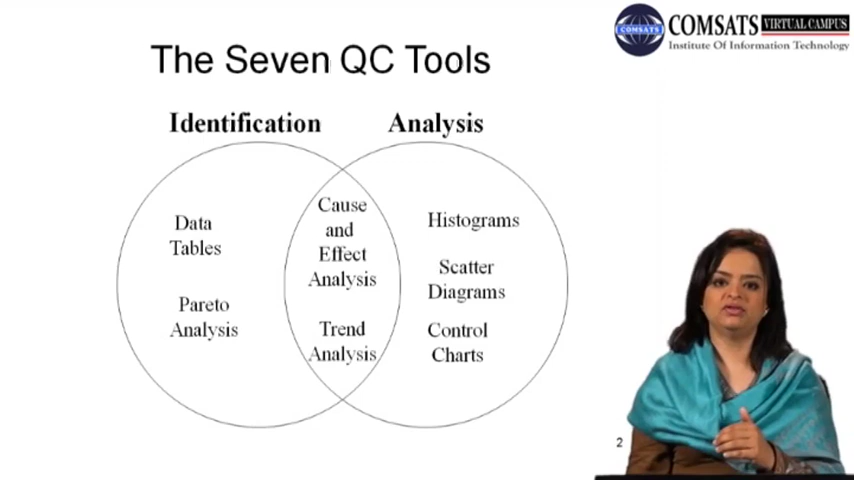 COMSATS VIRTUAL CAMPUS
COMSATS
Institute Of Information Technology
The Seven QC Tools
Identification
Analysis
Data
Tables
Pareto
Analysis
Cause
and
Effect
Analysis
Trend
Analysis
Histograms
Scatter
Diagrams
Control
Charts
2